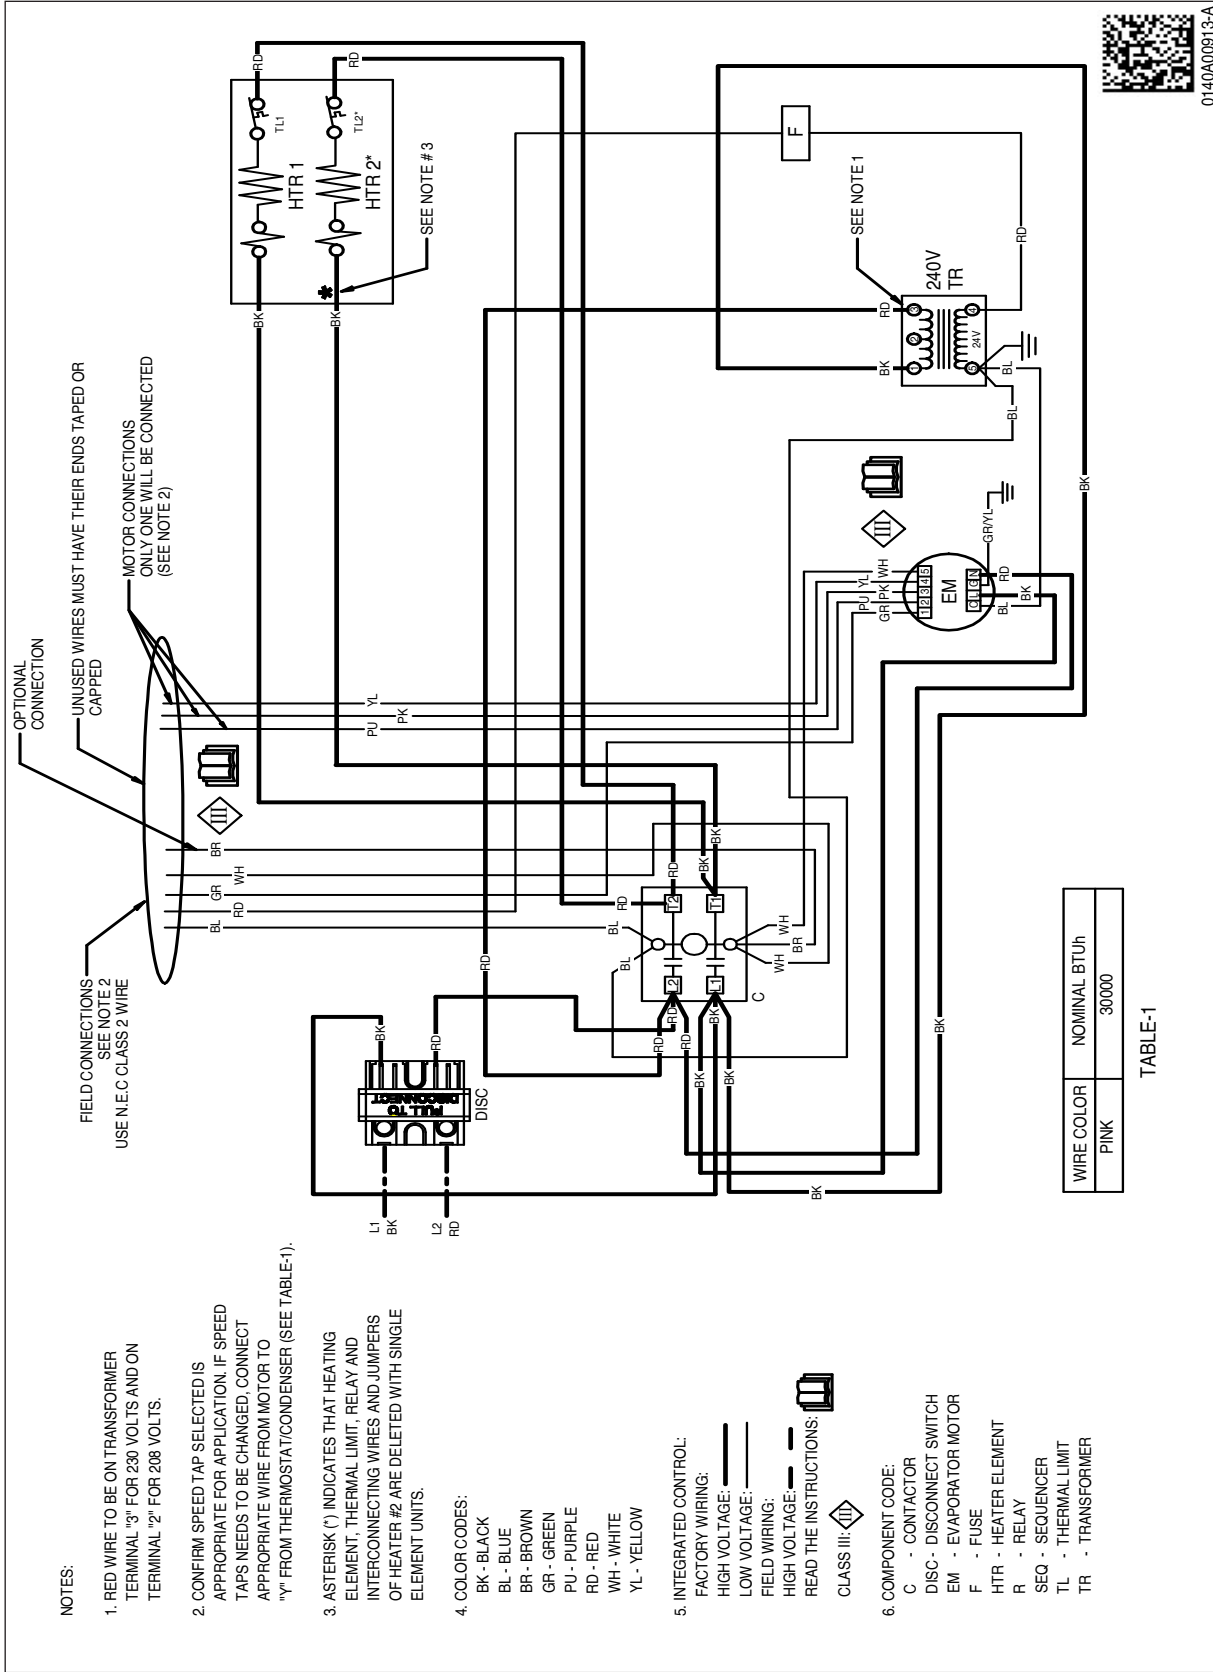 NOTES:
1. RED WIRE TO BE ON TRANSFORMER
TERMINAL "3" FOR 230 VOLTS AND ON
TERMINAL "2" FOR 208 VOLTS.
2. CONFIRM SPEED TAP SELECTED IS
APPROPRIATE FOR APPLICATION. IF SPEED
TAPS NEEDS TO BE CHANGED, CONNECT
APPROPRIATE WIRE FROM MOTOR TO
"Y" FROM THERMOSTAT/CONDENSER (SEE TABLE-1).
3. ASTERISK (*) INDICATES THAT HEATING
ELEMENT, THERMAL LIMIT, RELAY AND
INTERCONNECTING WIRES AND JUMPERS
OF HEATER #2 ARE DELETED WITH SINGLE
ELEMENT UNITS.
4. COLOR CODES:
BK - BLACK
BL - BLUE
BR - BROWN
GR - GREEN
PU - PURPLE
RD - RED
WH - WHITE
YL - YELLOW
5. INTEGRATED CONTROL:
FACTORY WIRING:
HIGH VOLTAGE:
LOW VOLTAGE:
FIELD WIRING:
HIGH VOLTAGE:
READ THE INSTRUCTIONS:
CLASS III: III
6. COMPONENT CODE:
C - CONTACTOR
DISC - DISCONNECT SWITCH
EM - EVAPORATOR MOTOR
F - FUSE
HTR - HEATER ELEMENT
R - RELAY
SEQ - SEQUENCER
TL - THERMAL LIMIT
TR - TRANSFORMER
FIELD CONNECTIONS
SEE NOTE 2
USE N.E.C CLASS 2 WIRE
OPTIONAL
CONNECTION
UNUSED WIRES MUST HAVE THEIR ENDS TAPED OR
CAPPED
MOTOR CONNECTIONS
ONLY ONE WILL BE CONNECTED
(SEE NOTE 2)
III
BL
RD
GR
WH
BR
PU
PK
YL
BK
BK
RD
RD
TL1
TL2*
HTR 1
HTR 2*
*
SEE NOTE # 3
L1
BK
L2
RD
PULL TO
DISCONNECT
DISC
BK
RD
RD
BL
BL
RD
RD
BK
BK
T2
T1
L2
L1
C
WH
BR
WH
RD
RD
RD
BK
BK
BK
BK
BK
BK
III
GR
PU
PK
YL
WH
1 2 3 4 5
EM
C L G N
BL
BK
RD
GR/YL
BL
BL
SEE NOTE 1
BK
RD
1
2
3
4
5
24V
240V
TR
RD
F
WIRE COLOR NOMINAL BTUh
PINK 30000
TABLE-1
0140A00913-A